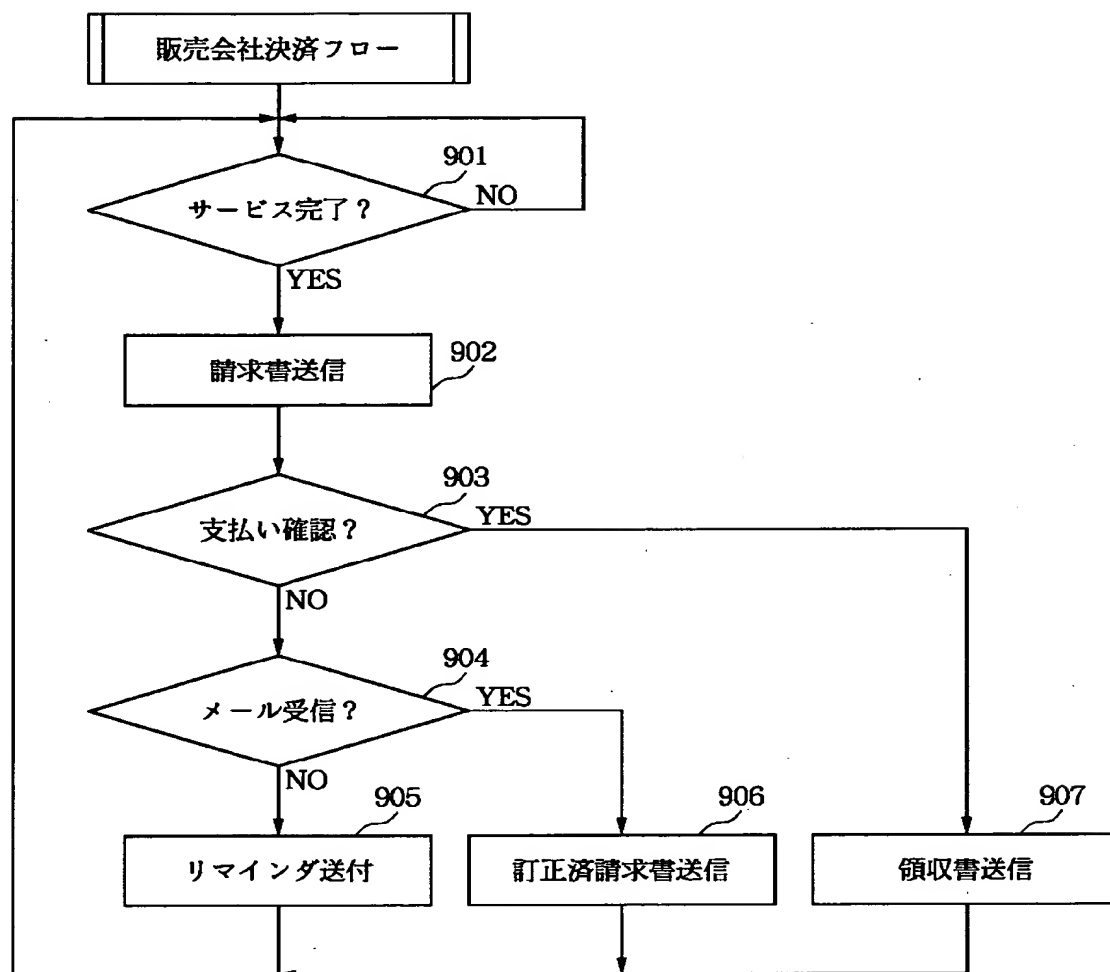 販売会社決済フロー
901
サービス完了?
NO
YES
902
請求書送信
903
支払い確認?
YES
NO
904
メール受信?
YES
NO
905
リマインダ送付
906
訂正済請求書送信
907
領収書送信